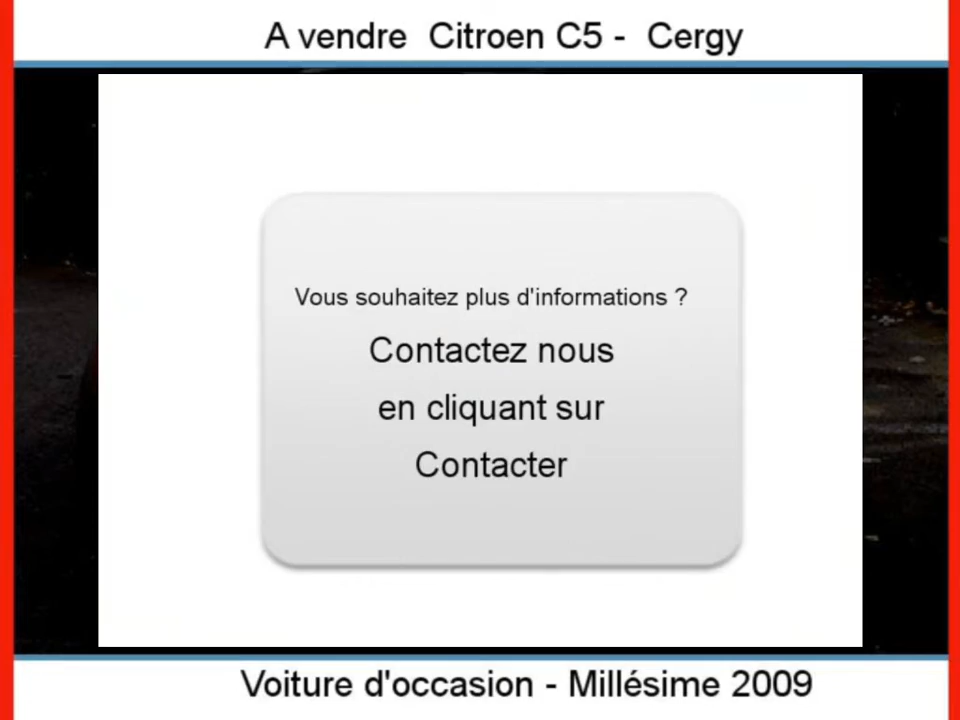 A vendre Citroen C5 - Cergy
Vous souhaitez plus d'informations ?
Contactez nous
en cliquant sur
Contacter
Voiture d'occasion - Millésime 2009